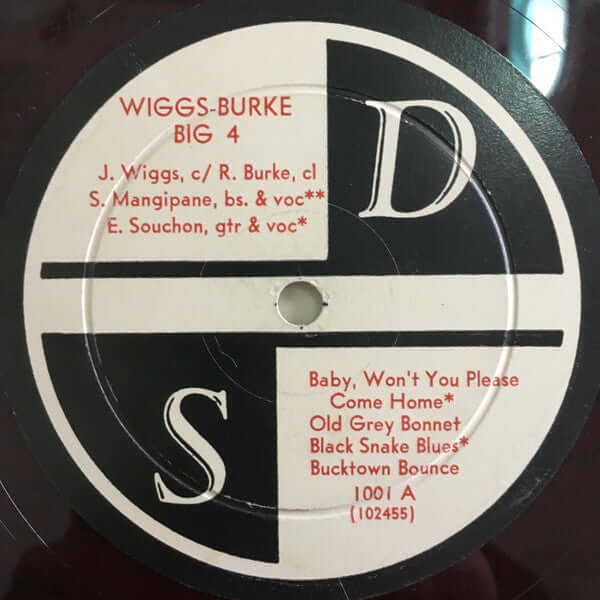 WIGGS-BURKE
BIG 4
J. Wiggs, c/ R. Burke, cl
S. Mangipane, bs. & voc**
E. Souchon, gtr & voc*
D
S
Baby, Won't You Please
Come Home*
Old Grey Bonnet
Black Snake Blues*
Bucktown Bounce
1001 A
(102455)